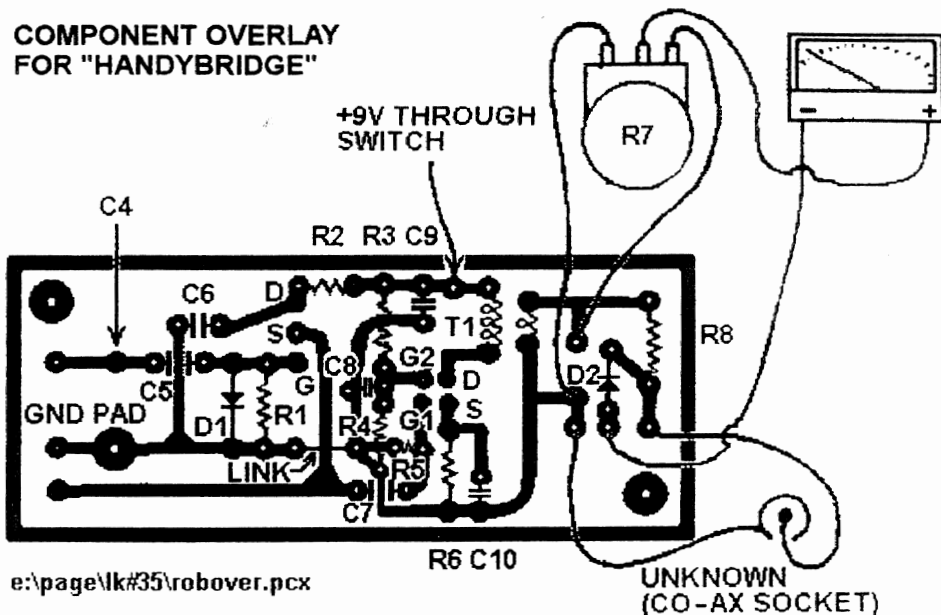 COMPONENT OVERLAY
FOR "HANDYBRIDGE"
+9V THROUGH
SWITCH
R7
- +
C4
R2 R3 C9
C6
D
S
T1
R8
C5
G
C8
G2
D
D2
GND PAD
D1
R1
R4
G1
S
LINK
R5
C7
R6 C10
e:\page\lk#35\robover.pcx
UNKNOWN
(CO-AX SOCKET)